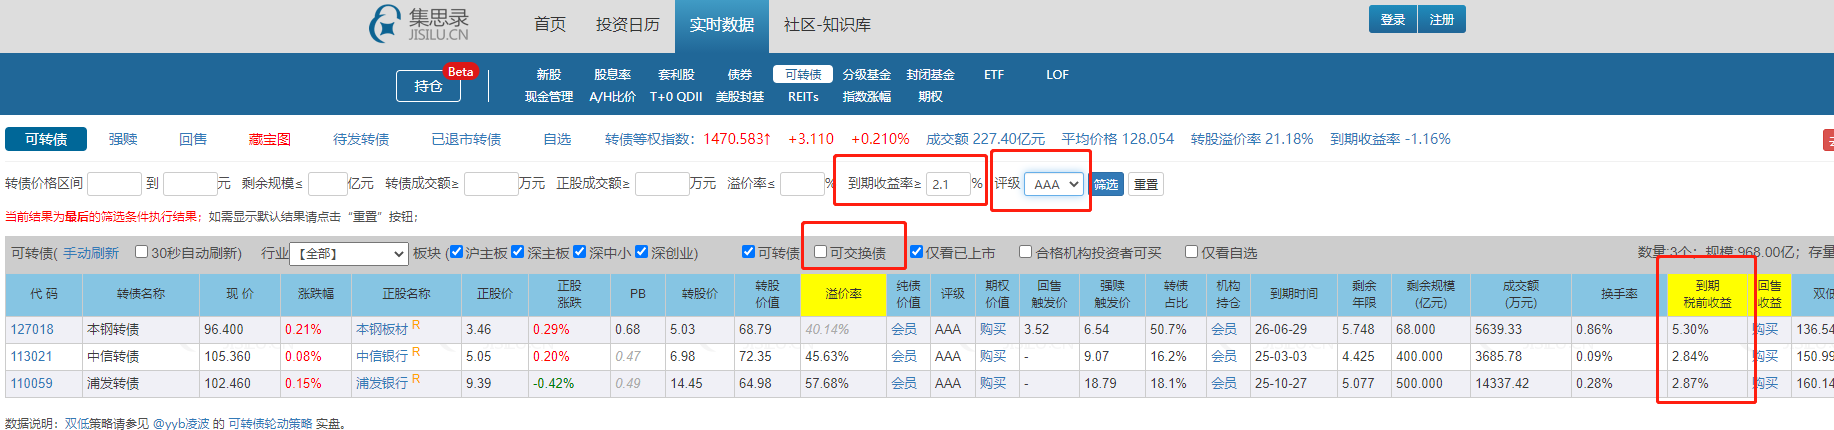 集思录
JISILU.CN
首页 投资日历 实时数据 社区-知识库
登录 注册
持仓 Beta
新股 股息率 套利股 债券 可转债 分级基金 封闭基金 ETF LOF
现金管理 A/H比价 T+0 QDII 美股封基 REITs 指数涨幅 期权
可转债 强赎 回售 藏宝图 待发转债 已退市转债 自选 转债等权指数：1470.583↑ +3.110 +0.210% 成交额 227.40亿元 平均价格 128.054 转股溢价率 21.18% 到期收益率 -1.16%
转债价格区间 到 元 剩余规模≤ 亿元 转债成交额≥ 万元 正股成交额≥ 万元 溢价率≤ % 到期收益率≥ 2.1 % 评级 AAA 筛选 重置
当前结果为最后的筛选条件执行结果；如需显示默认结果请点击“重置”按钮；
可转债( 手动刷新 30秒自动刷新) 行业 【全部】 板块 ( 沪主板 深主板 深中小 深创业) 可转债 可交换债 仅看已上市 合格机构投资者可买 仅看自选 数量:3个；规模:968.00亿；存量
代 码 转债名称 现 价 涨跌幅 正股名称 正股价 正股涨跌 PB 转股价 转股价值 溢价率 纯债价值 评级 期权价值 回售触发价 强赎触发价 转债占比 机构持仓 到期时间 剩余年限 剩余规模(亿元) 成交额(万元) 换手率 到期税前收益 回售收益 双低
127018 本钢转债 96.400 0.21% 本钢板材 R 3.46 0.29% 0.68 5.03 68.79 40.14% 会员 AAA 购买 3.52 6.54 50.7% 会员 26-06-29 5.748 68.000 5639.33 0.86% 5.30% 购买 136.54
113021 中信转债 105.360 0.08% 中信银行 R 5.05 0.20% 0.47 6.98 72.35 45.63% 会员 AAA 购买 - 9.07 16.2% 会员 25-03-03 4.425 400.000 3685.78 0.09% 2.84% 购买 150.99
110059 浦发转债 102.460 0.15% 浦发银行 R 9.39 -0.42% 0.49 14.45 64.98 57.68% 会员 AAA 购买 - 18.79 18.1% 会员 25-10-27 5.077 500.000 14337.42 0.28% 2.87% 购买 160.14
数据说明：双低策略请参见 @yyb凌波 的 可转债轮动策略 实盘。